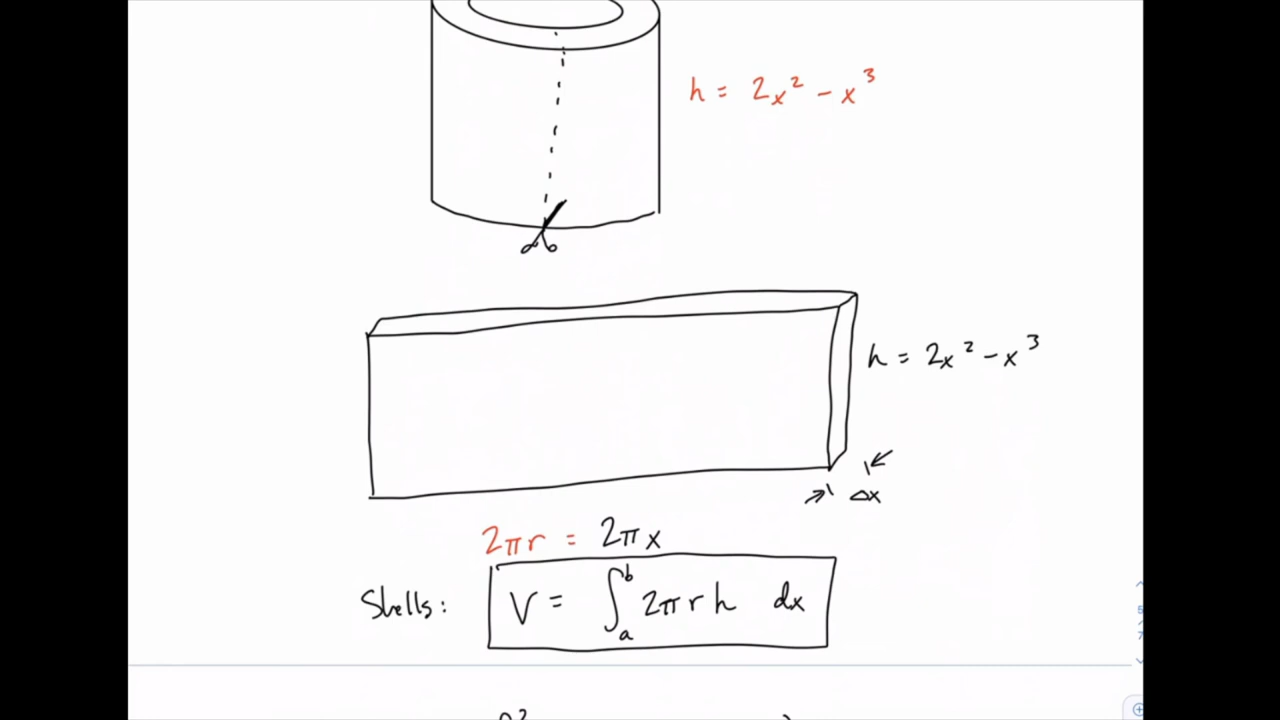 h = 2x² - x³
h = 2x² - x³
Δx
2πr = 2πx
Shells: V = ∫ₐᵇ 2πrh dx